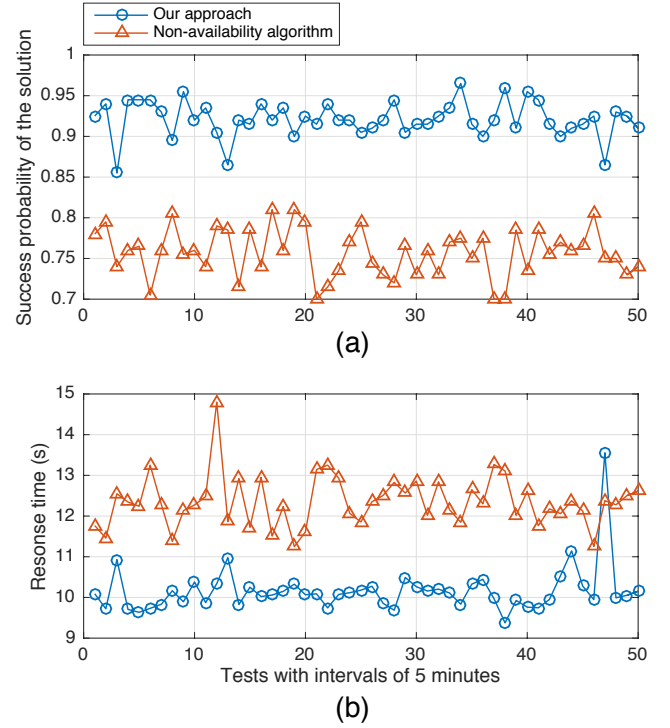 Our approach
Non-availability algorithm
Success probability of the solution
1
0.95
0.9
0.85
0.8
0.75
0.7
0 10 20 30 40 50
(a)
Resonse time (s)
15
14
13
12
11
10
9
0 10 20 30 40 50
Tests with intervals of 5 minutes
(b)